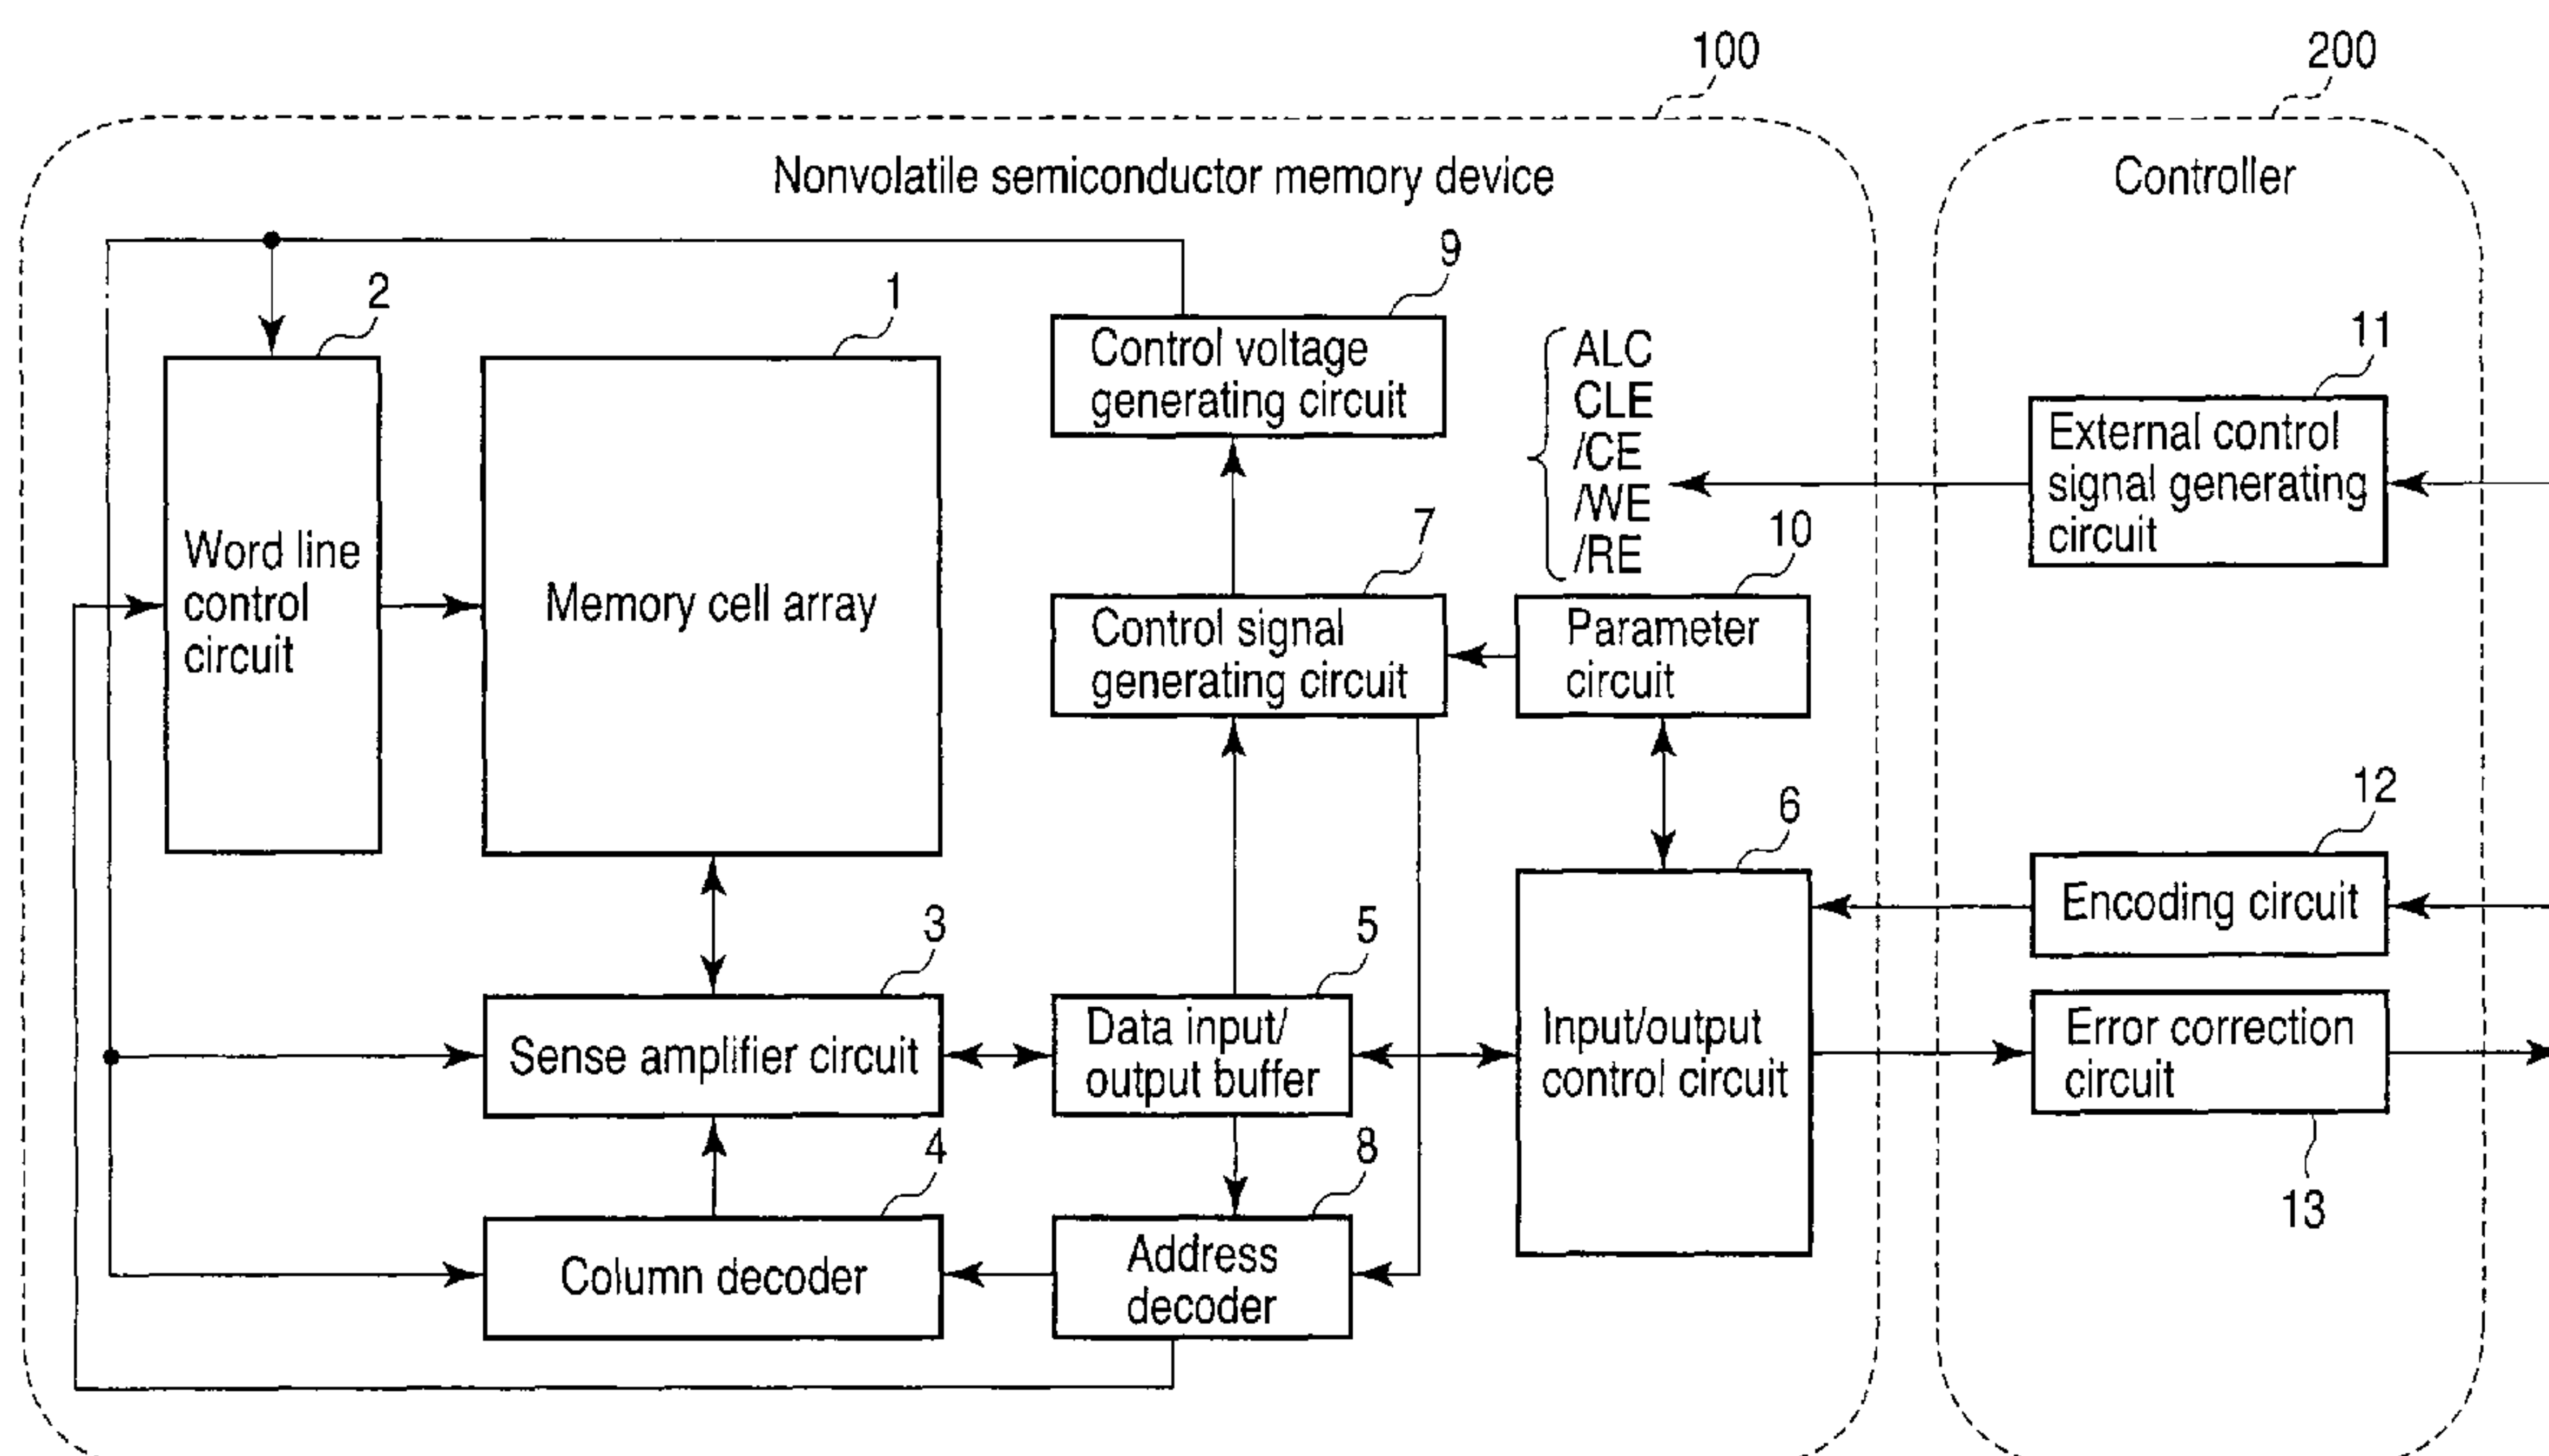 100
200
Nonvolatile semiconductor memory device
Controller
9
2
1
Control voltage
generating circuit
ALC
CLE
/CE
/WE
/RE
11
External control
signal generating
circuit
Word line
control
circuit
Memory cell array
7
Control signal
generating circuit
10
Parameter
circuit
6
12
Encoding circuit
3
Sense amplifier circuit
5
Data input/
output buffer
Input/output
control circuit
Error correction
circuit
13
4
Column decoder
8
Address
decoder